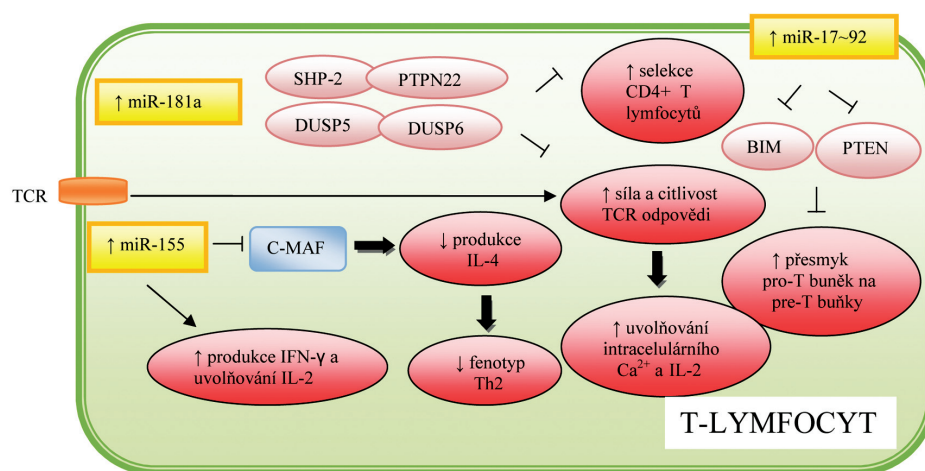 ↑ miR-17~92
SHP-2
PTPN22
↑ selekce
CD4+ T
lymfocytů
↑ miR-181a
DUSP5
DUSP6
BIM
PTEN
TCR
↑ síla a citlivost
TCR odpovědi
↑ miR-155
C-MAF
↓ produkce
IL-4
↑ přesmyk
pro-T buněk na
pre-T buňky
↑ produkce IFN-γ a
uvolňování IL-2
↓ fenotyp
Th2
↑ uvolňování
intracelulárního
Ca²⁺ a IL-2
T-LYMFOCYT